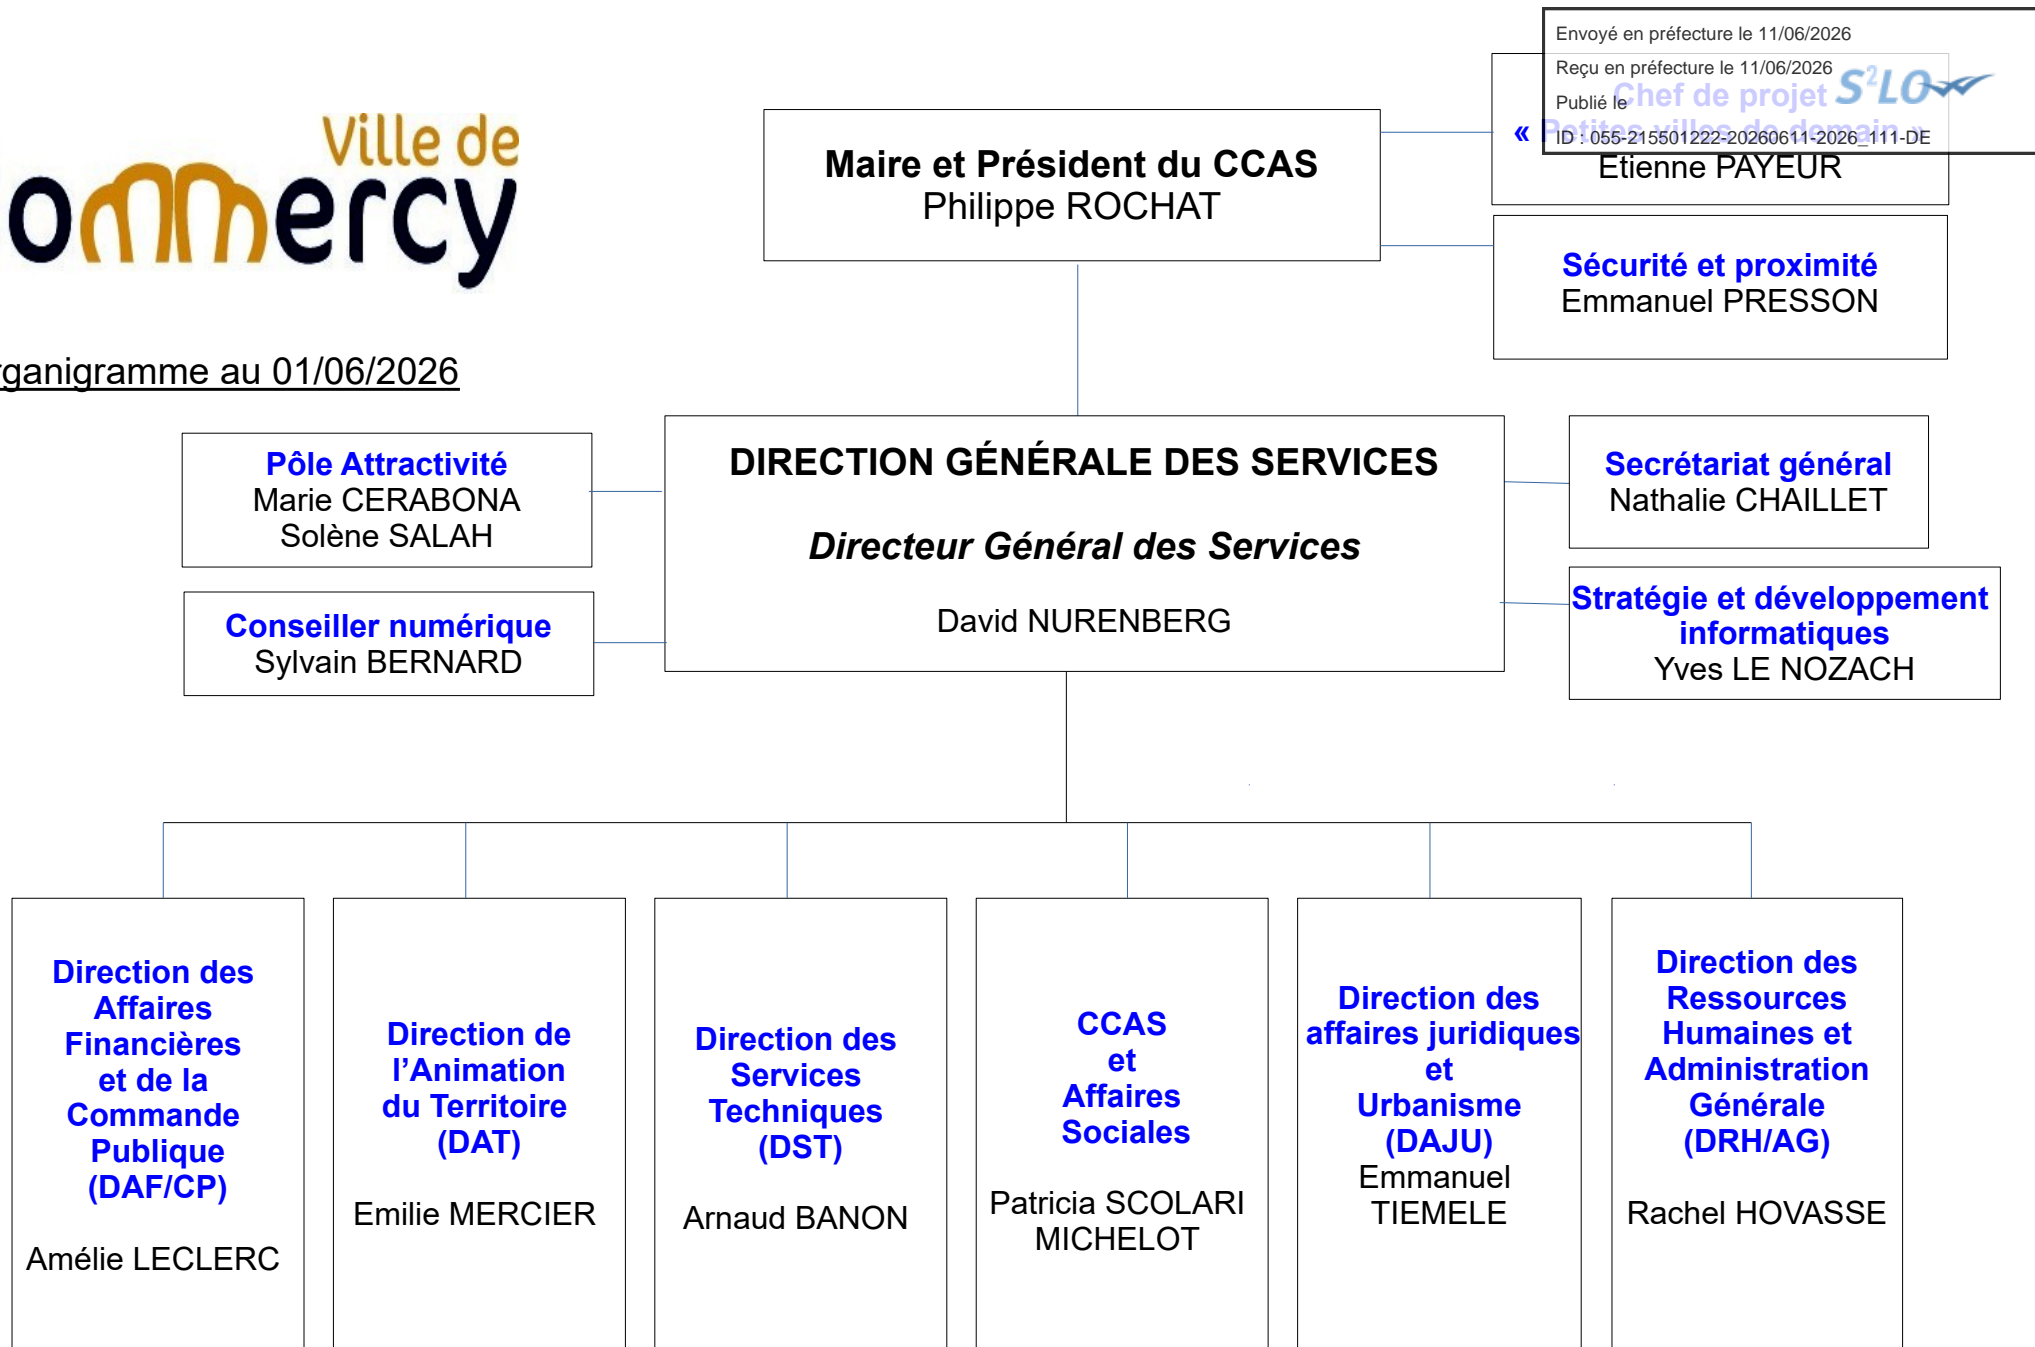 Envoyé en préfecture le 11/06/2026
Reçu en préfecture le 11/06/2026
Publié le
ID : 055-215501222-20260611-2026_111-DE
S²LO
Ville de
ommercy
rganigramme au 01/06/2026
Maire et Président du CCAS
Philippe ROCHAT
Chef de projet
« Petites villes de demain »
Etienne PAYEUR
Sécurité et proximité
Emmanuel PRESSON
Pôle Attractivité
Marie CERABONA
Solène SALAH
Conseiller numérique
Sylvain BERNARD
DIRECTION GÉNÉRALE DES SERVICES
Directeur Général des Services
David NURENBERG
Secrétariat général
Nathalie CHAILLET
Stratégie et développement
informatiques
Yves LE NOZACH
Direction des
Affaires
Financières
et de la
Commande
Publique
(DAF/CP)
Amélie LECLERC
Direction de
l’Animation
du Territoire
(DAT)
Emilie MERCIER
Direction des
Services
Techniques
(DST)
Arnaud BANON
CCAS
et
Affaires
Sociales
Patricia SCOLARI
MICHELOT
Direction des
affaires juridiques
et
Urbanisme
(DAJU)
Emmanuel
TIEMELE
Direction des
Ressources
Humaines et
Administration
Générale
(DRH/AG)
Rachel HOVASSE